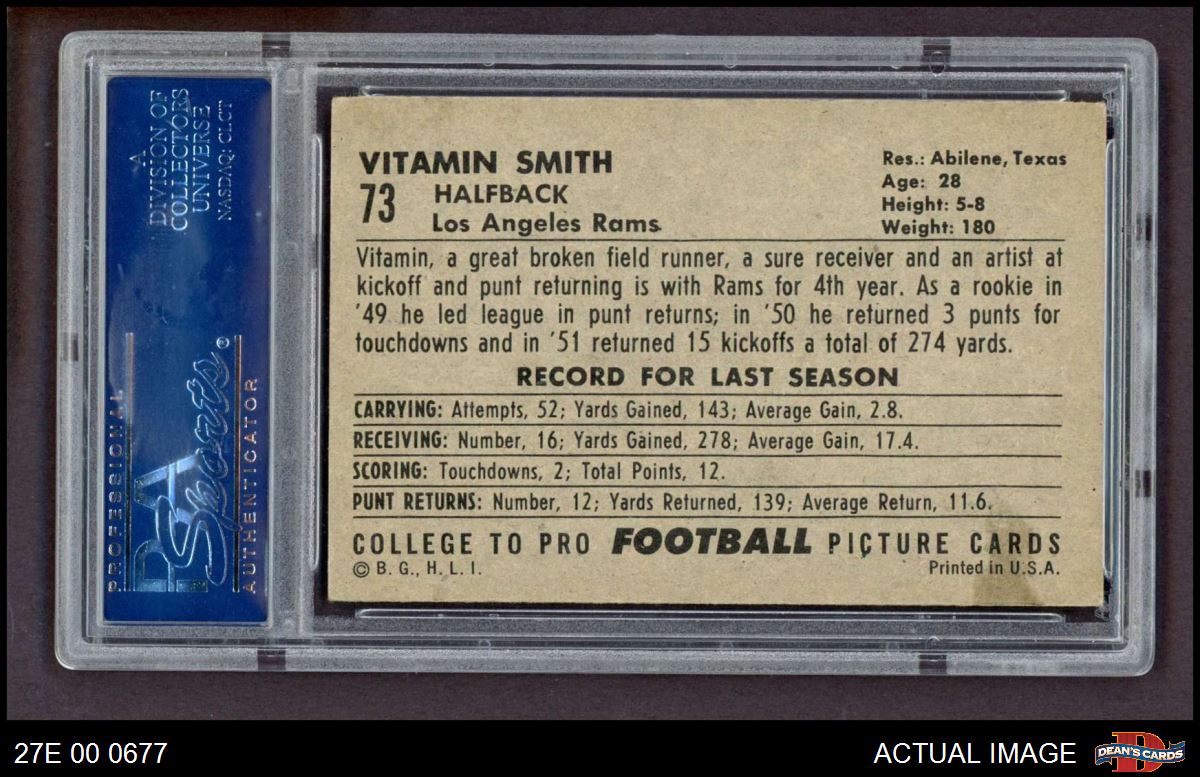 A
DIVISION OF
COLLECTORS
UNIVERSE
NASDAQ: CLCT
PROFESSIONAL
PSA
Sports®
AUTHENTICATOR
VITAMIN SMITH
73
HALFBACK
Los Angeles Rams
Res.: Abilene, Texas
Age: 28
Height: 5-8
Weight: 180
Vitamin, a great broken field runner, a sure receiver and an artist at
kickoff and punt returning is with Rams for 4th year. As a rookie in
'49 he led league in punt returns; in '50 he returned 3 punts for
touchdowns and in '51 returned 15 kickoffs a total of 274 yards.
RECORD FOR LAST SEASON
CARRYING: Attempts, 52; Yards Gained, 143; Average Gain, 2.8.
RECEIVING: Number, 16; Yards Gained, 278; Average Gain, 17.4.
SCORING: Touchdowns, 2; Total Points, 12.
PUNT RETURNS: Number, 12; Yards Returned, 139; Average Return, 11.6.
COLLEGE TO PRO FOOTBALL PICTURE CARDS
© B. G., H. L. I.
Printed in U.S.A.
27E 00 0677
ACTUAL IMAGE
D
DEAN'S CARDS